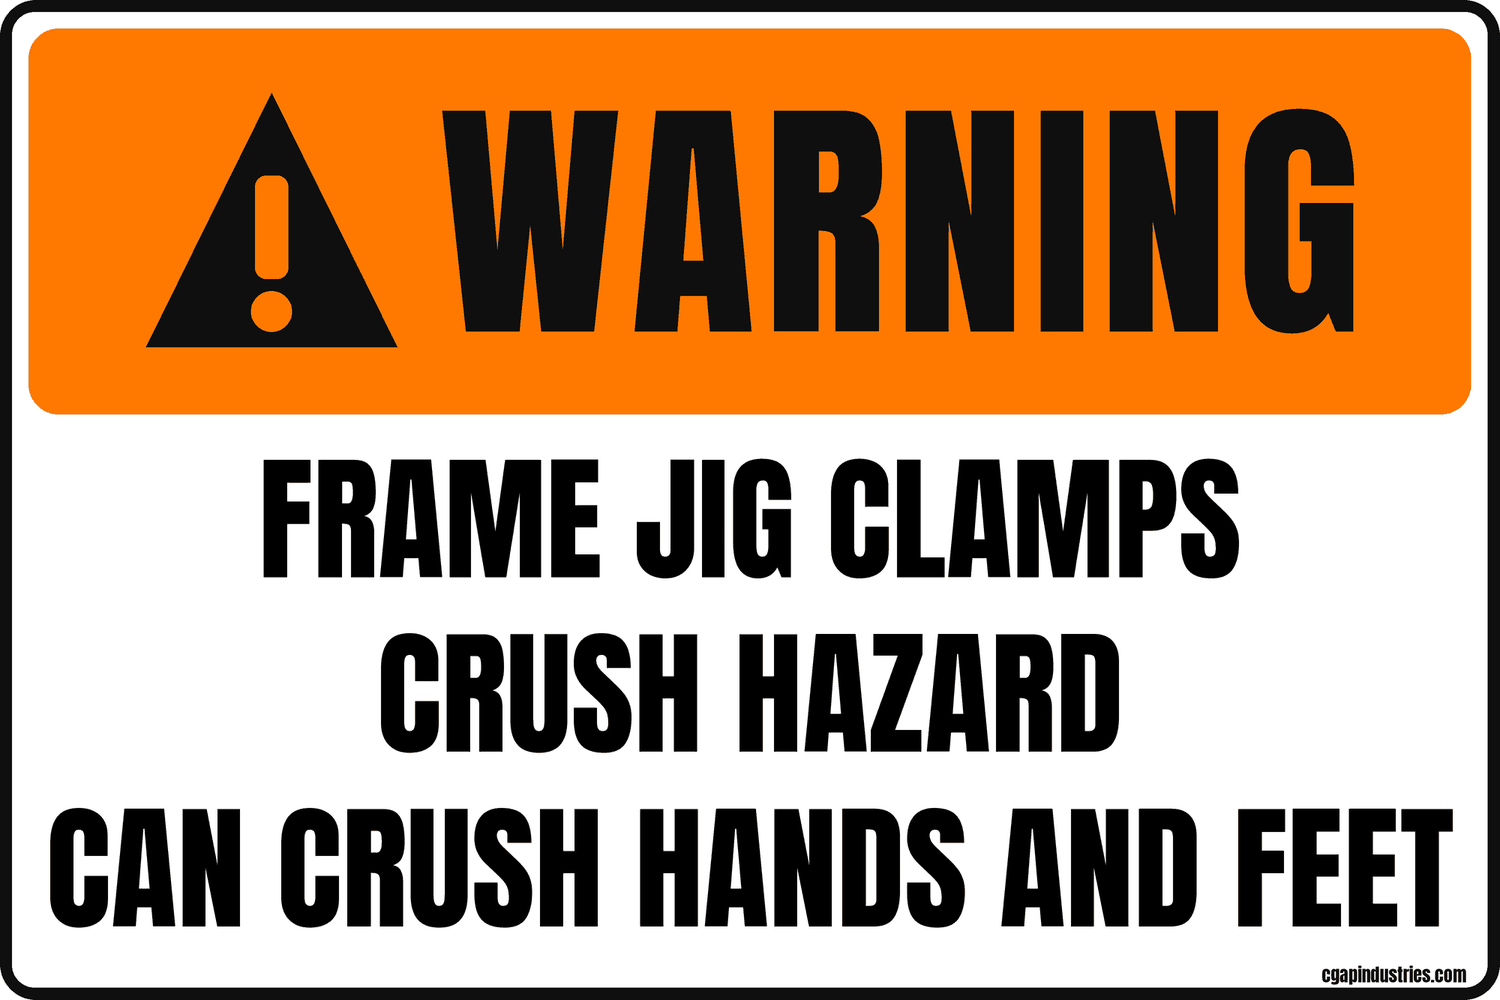 WARNING
FRAME JIG CLAMPS
CRUSH HAZARD
CAN CRUSH HANDS AND FEET
cgapindustries.com